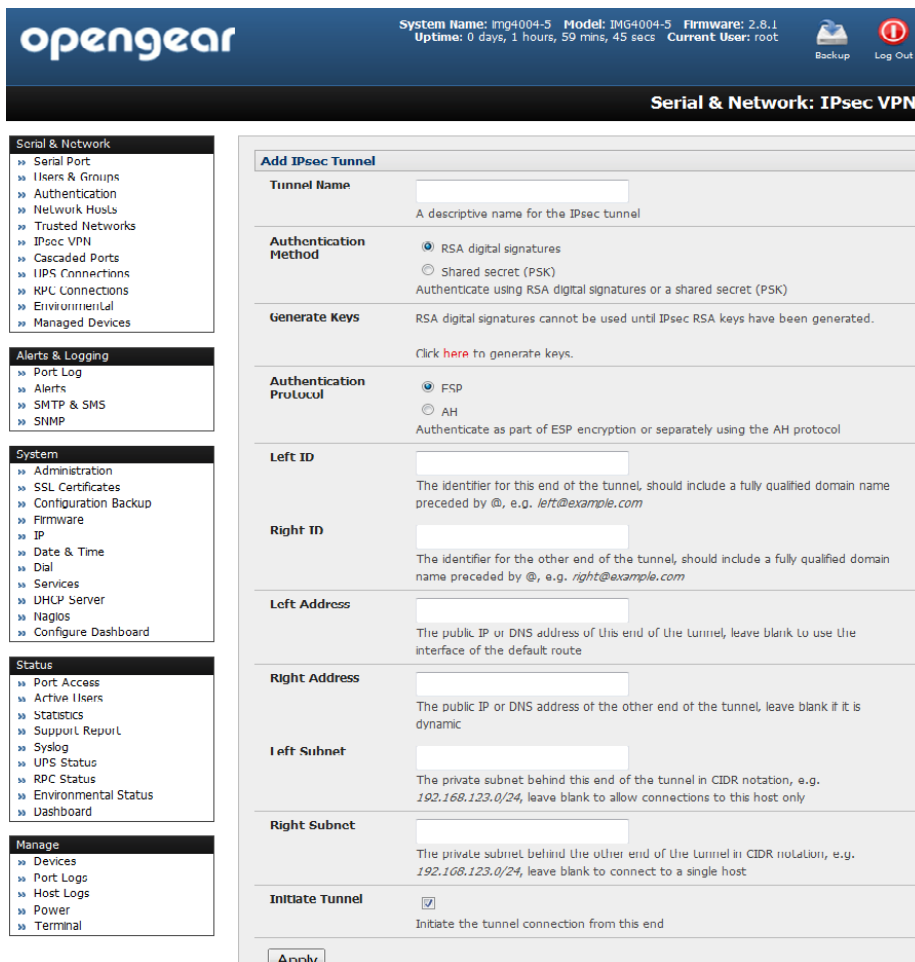 opengear
System Name: img4004-5 Model: IMG4004-5 Firmware: 2.8.1
Uptime: 0 days, 1 hours, 59 mins, 45 secs Current User: root
Backup
Log Out
Serial & Network: IPsec VPN
Serial & Network
» Serial Port
» Users & Groups
» Authentication
» Network Hosts
» Trusted Networks
» IPsec VPN
» Cascaded Ports
» UPS Connections
» RPC Connections
» Environmental
» Managed Devices
Alerts & Logging
» Port Log
» Alerts
» SMTP & SMS
» SNMP
System
» Administration
» SSL Certificates
» Configuration Backup
» Firmware
» IP
» Date & Time
» Dial
» Services
» DHCP Server
» Nagios
» Configure Dashboard
Status
» Port Access
» Active Users
» Statistics
» Support Report
» Syslog
» UPS Status
» RPC Status
» Environmental Status
» Dashboard
Manage
» Devices
» Port Logs
» Host Logs
» Power
» Terminal
Add IPsec Tunnel
Tunnel Name
A descriptive name for the IPsec tunnel
Authentication
Method
RSA digital signatures
Shared secret (PSK)
Authenticate using RSA digital signatures or a shared secret (PSK)
Generate Keys
RSA digital signatures cannot be used until IPsec RSA keys have been generated.
Click here to generate keys.
Authentication
Protocol
ESP
AH
Authenticate as part of ESP encryption or separately using the AH protocol
Left ID
The identifier for this end of the tunnel, should include a fully qualified domain name
preceded by @, e.g. left@example.com
Right ID
The identifier for the other end of the tunnel, should include a fully qualified domain
name preceded by @, e.g. right@example.com
Left Address
The public IP or DNS address of this end of the tunnel, leave blank to use the
interface of the default route
Right Address
The public IP or DNS address of the other end of the tunnel, leave blank if it is
dynamic
Left Subnet
The private subnet behind this end of the tunnel in CIDR notation, e.g.
192.168.123.0/24, leave blank to allow connections to this host only
Right Subnet
The private subnet behind the other end of the tunnel in CIDR notation, e.g.
192.168.123.0/24, leave blank to connect to a single host
Initiate Tunnel
Initiate the tunnel connection from this end
Apply